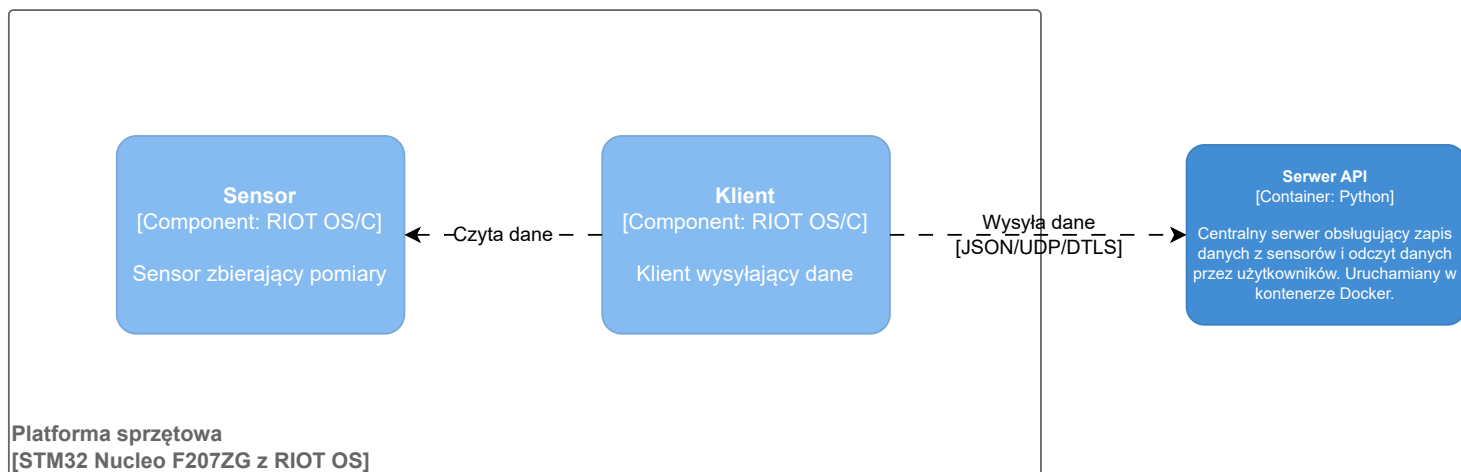 Sensor
[Component: RIOT OS/C]
Sensor zbierający pomiary
Czyta dane
Klient
[Component: RIOT OS/C]
Klient wysyłający dane
Wysyła dane
[JSON/UDP/DTLS]
Serwer API
[Container: Python]
Centralny serwer obsługujący zapis
danych z sensorów i odczyt danych
przez użytkowników. Uruchamiany w
kontenerze Docker.
Platforma sprzętowa
[STM32 Nucleo F207ZG z RIOT OS]